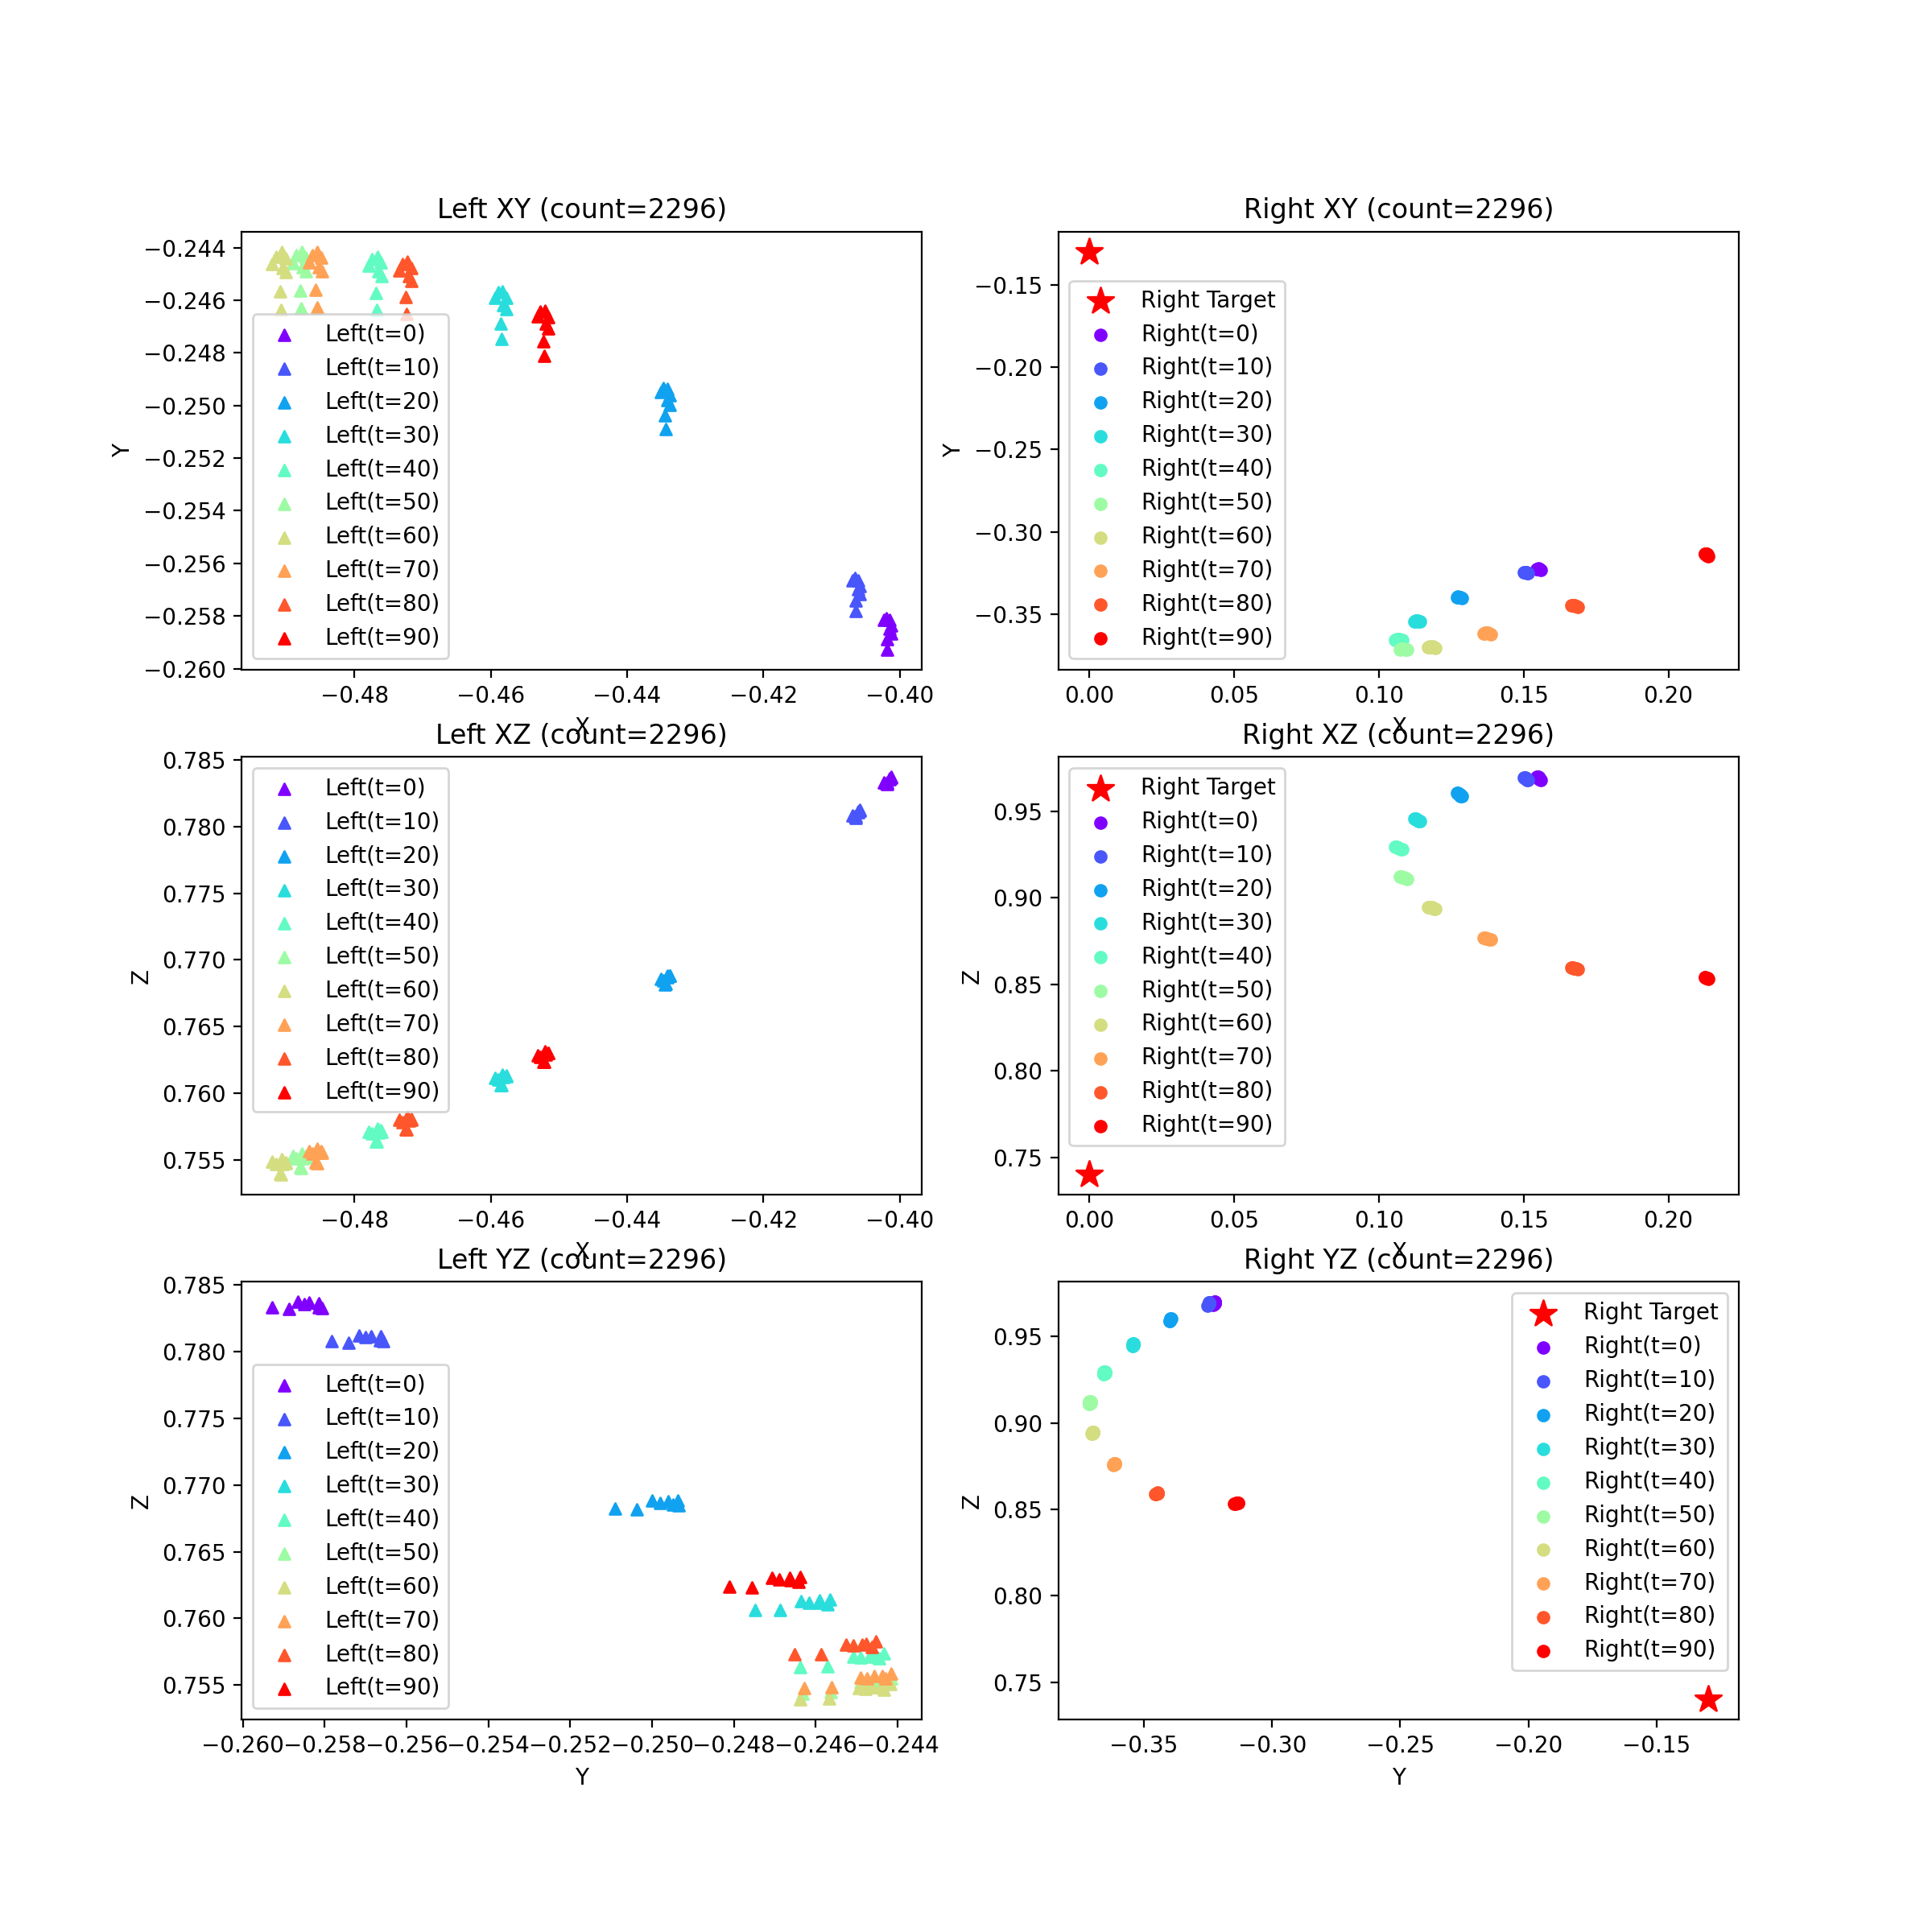 Left XY (count=2296)
−0.244
−0.246
−0.248
−0.250
−0.252
−0.254
−0.256
−0.258
−0.260
Y
Left(t=0)
Left(t=10)
Left(t=20)
Left(t=30)
Left(t=40)
Left(t=50)
Left(t=60)
Left(t=70)
Left(t=80)
Left(t=90)
−0.48 −0.46 −0.44 −0.42 −0.40
X
Right XY (count=2296)
−0.15
−0.20
−0.25
−0.30
−0.35
Y
Right Target
Right(t=0)
Right(t=10)
Right(t=20)
Right(t=30)
Right(t=40)
Right(t=50)
Right(t=60)
Right(t=70)
Right(t=80)
Right(t=90)
0.00 0.05 0.10 0.15 0.20
X
Left XZ (count=2296)
0.785
0.780
0.775
0.770
0.765
0.760
0.755
Z
Left(t=0)
Left(t=10)
Left(t=20)
Left(t=30)
Left(t=40)
Left(t=50)
Left(t=60)
Left(t=70)
Left(t=80)
Left(t=90)
−0.48 −0.46 −0.44 −0.42 −0.40
X
Right XZ (count=2296)
0.95
0.90
0.85
0.80
0.75
Z
Right Target
Right(t=0)
Right(t=10)
Right(t=20)
Right(t=30)
Right(t=40)
Right(t=50)
Right(t=60)
Right(t=70)
Right(t=80)
Right(t=90)
0.00 0.05 0.10 0.15 0.20
X
Left YZ (count=2296)
0.785
0.780
0.775
0.770
0.765
0.760
0.755
Z
Left(t=0)
Left(t=10)
Left(t=20)
Left(t=30)
Left(t=40)
Left(t=50)
Left(t=60)
Left(t=70)
Left(t=80)
Left(t=90)
−0.260 −0.258 −0.256 −0.254 −0.252 −0.250 −0.248 −0.246 −0.244
Y
Right YZ (count=2296)
0.95
0.90
0.85
0.80
0.75
Z
Right Target
Right(t=0)
Right(t=10)
Right(t=20)
Right(t=30)
Right(t=40)
Right(t=50)
Right(t=60)
Right(t=70)
Right(t=80)
Right(t=90)
−0.35 −0.30 −0.25 −0.20 −0.15
Y